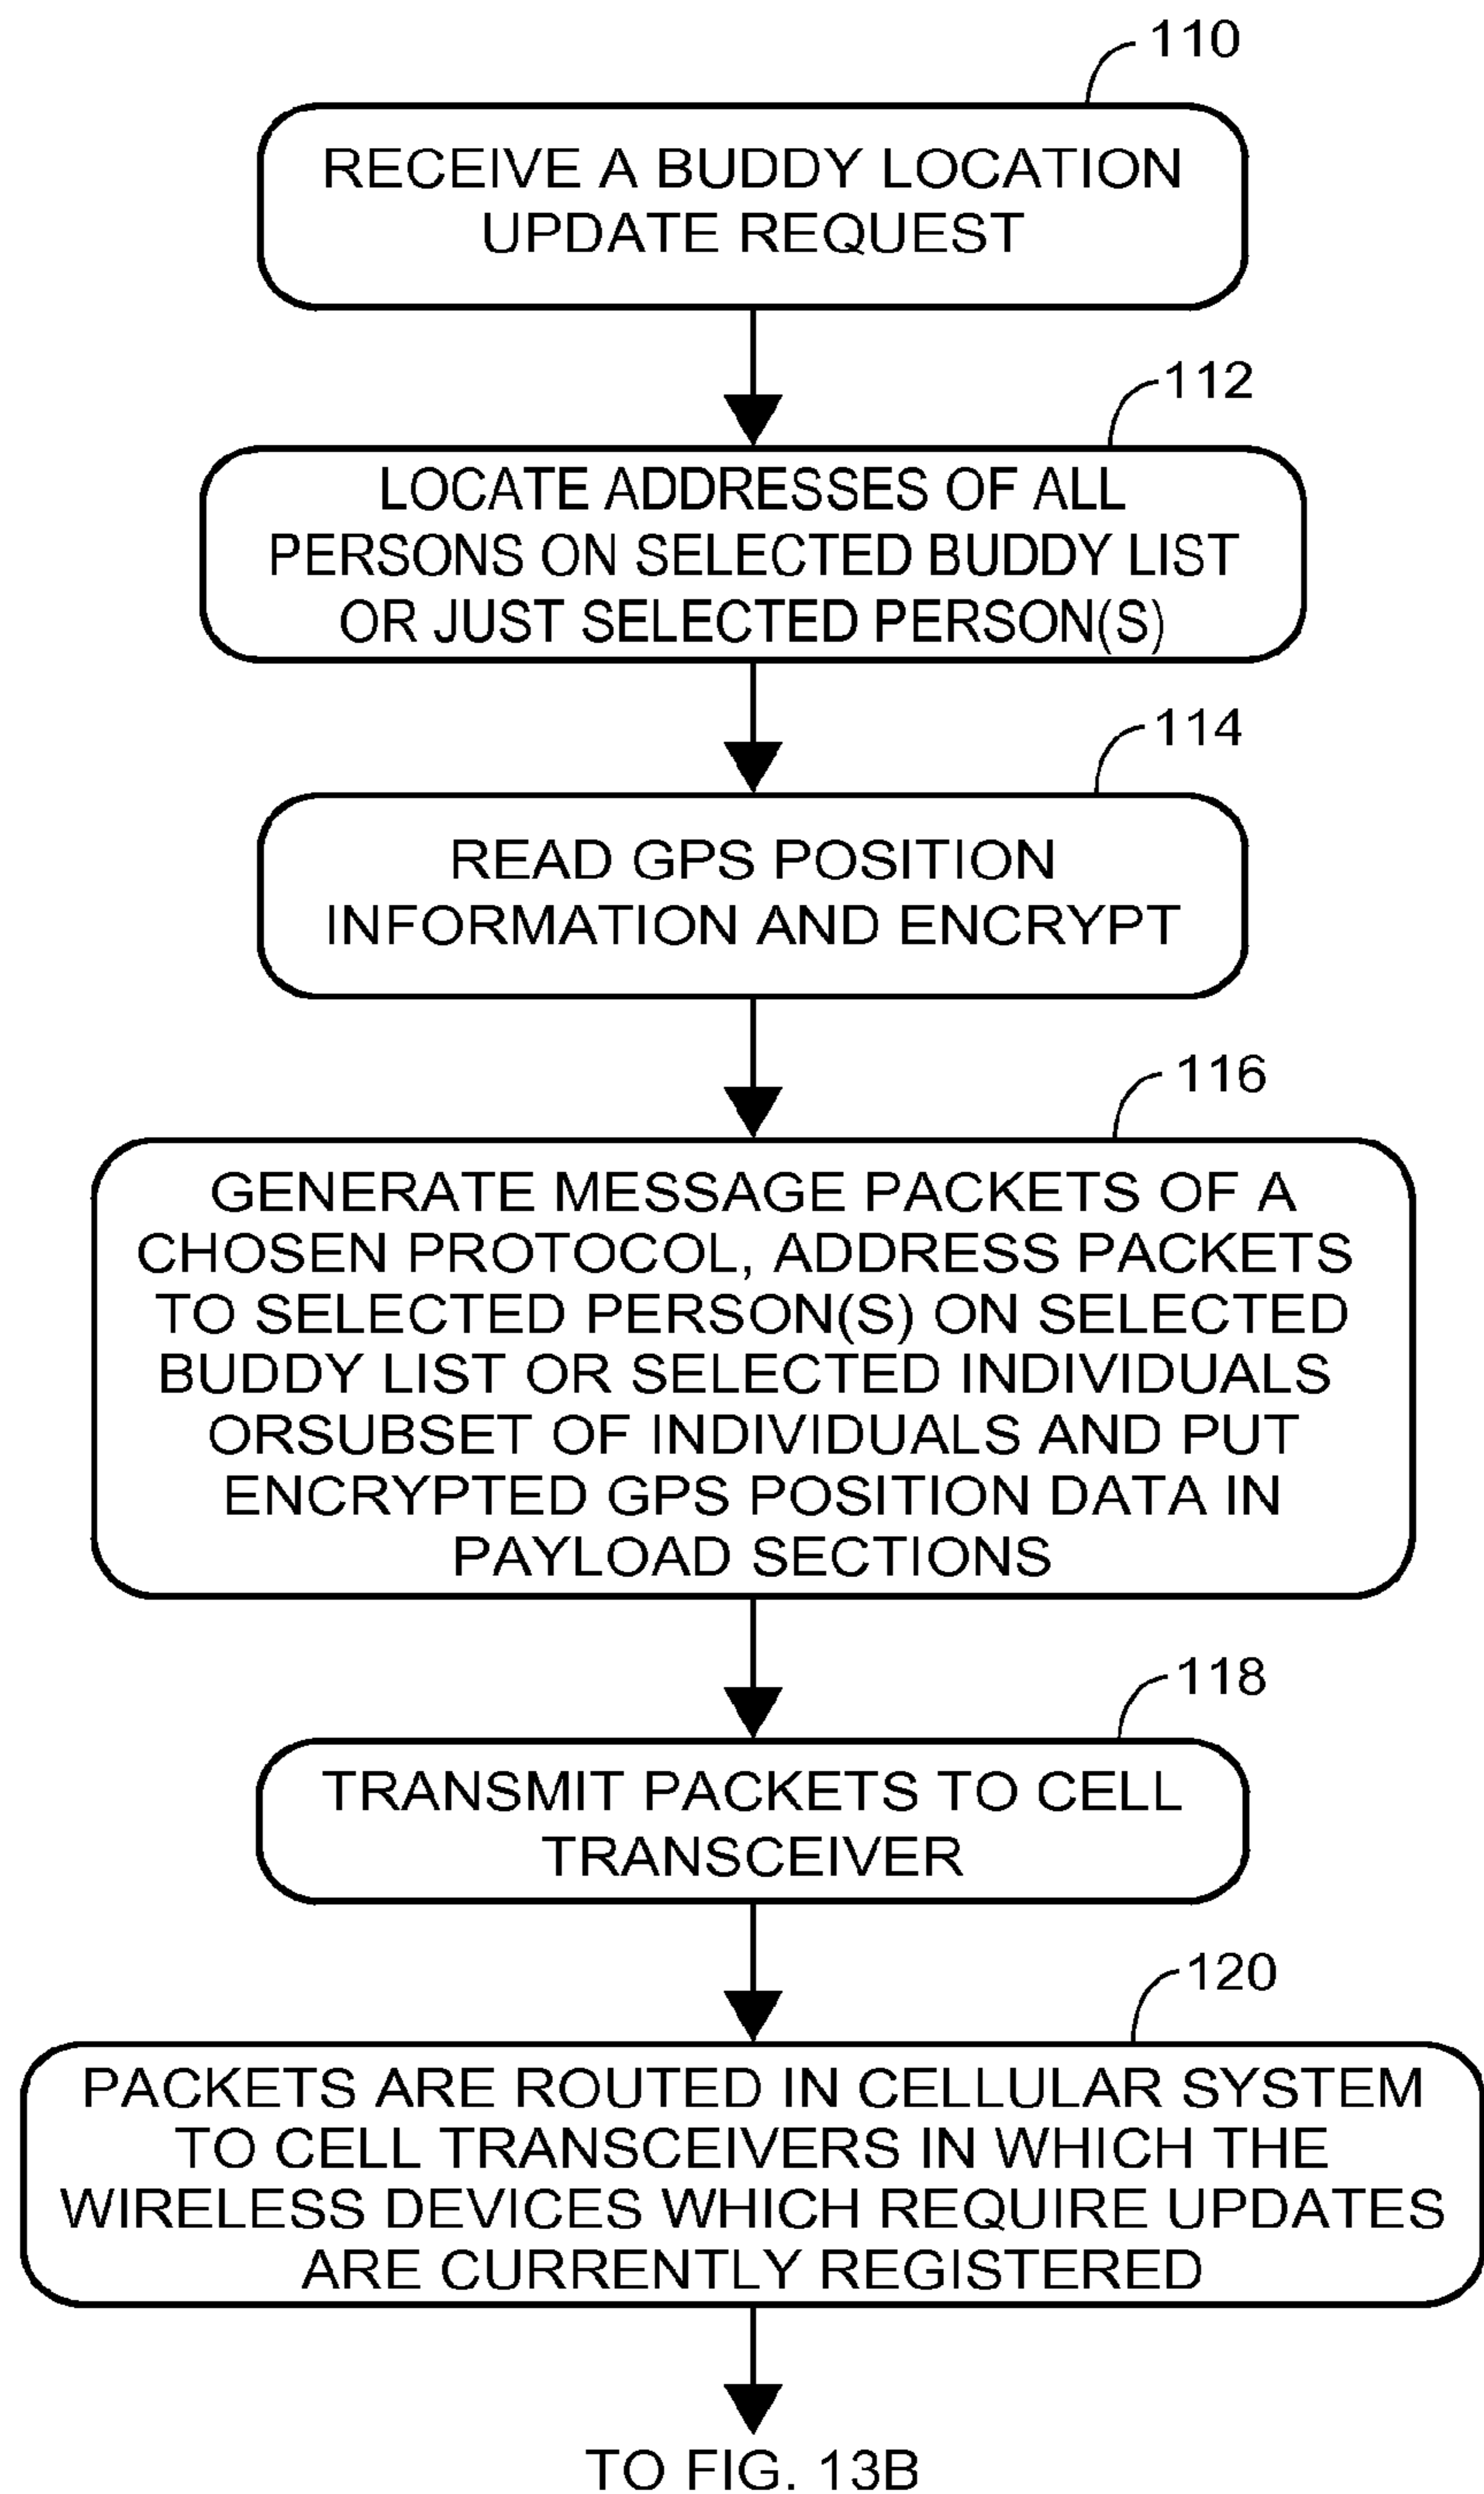 110
RECEIVE A BUDDY LOCATION
UPDATE REQUEST
112
LOCATE ADDRESSES OF ALL
PERSONS ON SELECTED BUDDY LIST
OR JUST SELECTED PERSON(S)
114
READ GPS POSITION
INFORMATION AND ENCRYPT
116
GENERATE MESSAGE PACKETS OF A
CHOSEN PROTOCOL, ADDRESS PACKETS
TO SELECTED PERSON(S) ON SELECTED
BUDDY LIST OR SELECTED INDIVIDUALS
ORSUBSET OF INDIVIDUALS AND PUT
ENCRYPTED GPS POSITION DATA IN
PAYLOAD SECTIONS
118
TRANSMIT PACKETS TO CELL
TRANSCEIVER
120
PACKETS ARE ROUTED IN CELLULAR SYSTEM
TO CELL TRANSCEIVERS IN WHICH THE
WIRELESS DEVICES WHICH REQUIRE UPDATES
ARE CURRENTLY REGISTERED
TO FIG. 13B